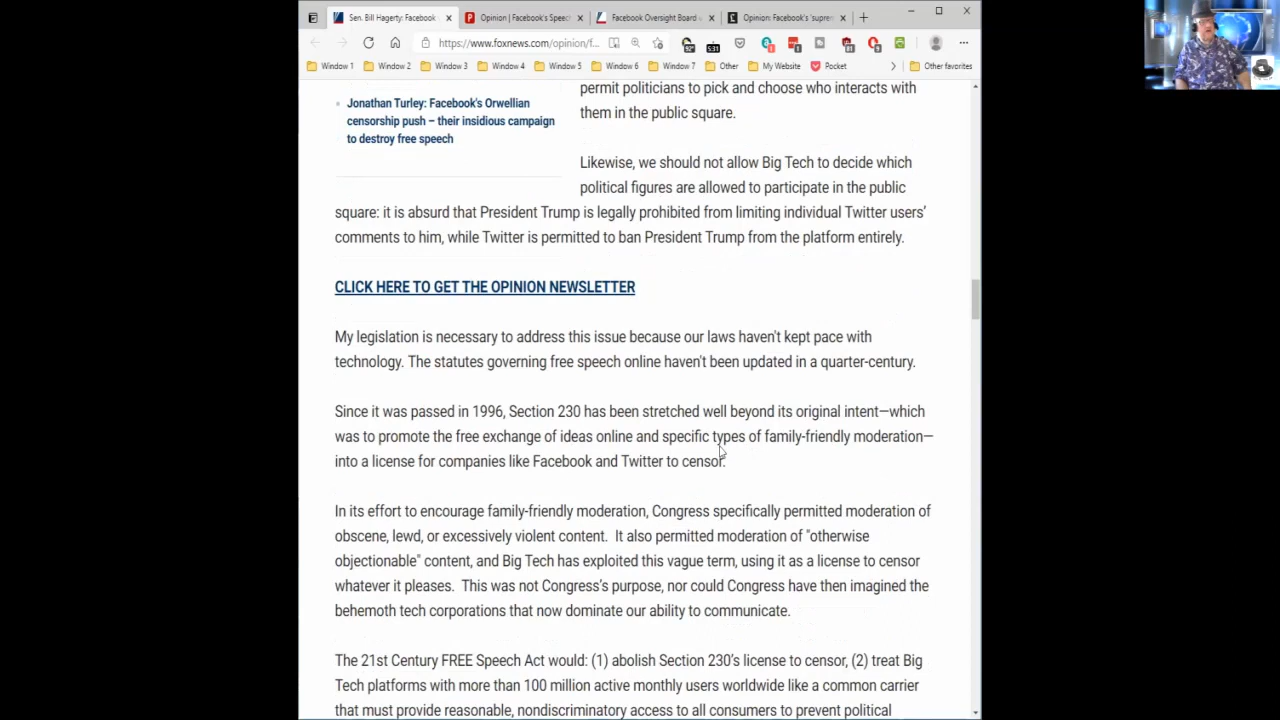 Sen. Bill Hagerty: Facebook
Opinion | Facebook's Speec
Facebook Oversight Board
Opinion: Facebook's 'supre
https://www.foxnews.com/opinion/f...
92°
5:31
Window 1
Window 2
Window 3
Window 4
Window 5
Window 6
Window 7
Other
My Website
Pocket
Other favorites
Jonathan Turley: Facebook's Orwellian
censorship push – their insidious campaign
to destroy free speech
permit politicians to pick and choose who interacts with
them in the public square.
Likewise, we should not allow Big Tech to decide which
political figures are allowed to participate in the public
square: it is absurd that President Trump is legally prohibited from limiting individual Twitter users'
comments to him, while Twitter is permitted to ban President Trump from the platform entirely.
CLICK HERE TO GET THE OPINION NEWSLETTER
My legislation is necessary to address this issue because our laws haven't kept pace with
technology. The statutes governing free speech online haven't been updated in a quarter-century.
Since it was passed in 1996, Section 230 has been stretched well beyond its original intent—which
was to promote the free exchange of ideas online and specific types of family-friendly moderation—
into a license for companies like Facebook and Twitter to censor.
In its effort to encourage family-friendly moderation, Congress specifically permitted moderation of
obscene, lewd, or excessively violent content. It also permitted moderation of "otherwise
objectionable" content, and Big Tech has exploited this vague term, using it as a license to censor
whatever it pleases. This was not Congress's purpose, nor could Congress have then imagined the
behemoth tech corporations that now dominate our ability to communicate.
The 21st Century FREE Speech Act would: (1) abolish Section 230's license to censor, (2) treat Big
Tech platforms with more than 100 million active monthly users worldwide like a common carrier
that must provide reasonable, nondiscriminatory access to all consumers to prevent political